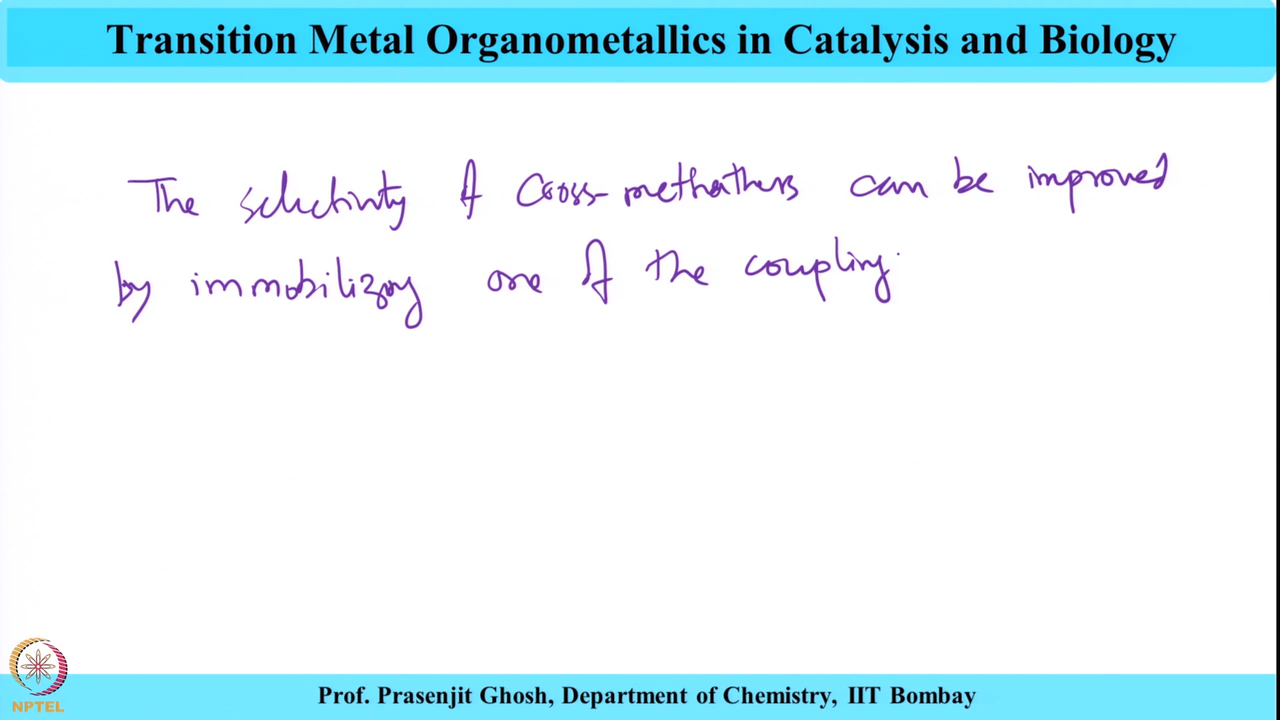 Transition Metal Organometallics in Catalysis and Biology
The selectivity of Cross-methathesis can be improved
by immobilizing one of the coupling
NPTEL
Prof. Prasenjit Ghosh, Department of Chemistry, IIT Bombay